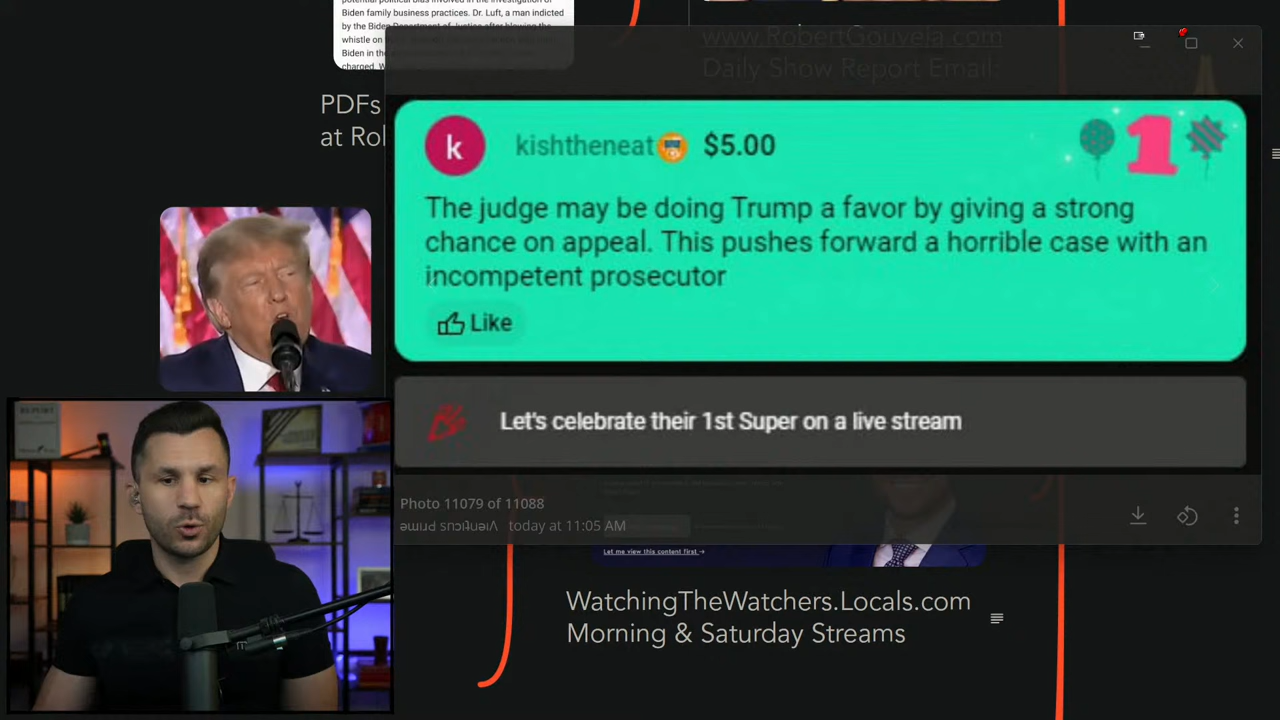 potential political bias involved in the investigation of
Biden family business practices. Dr. Luft, a man indicted
by the Biden Department of Justice after blowing the
whistle on
Biden in the
charged. W
PDFs
at Rol
www.RobertGouveia.com
Daily Show Report Email:
k
kishtheneat $5.00
1
The judge may be doing Trump a favor by giving a strong
chance on appeal. This pushes forward a horrible case with an
incompetent prosecutor
Like
Let's celebrate their 1st Super on a live stream
Photo 11079 of 11088
ǝɯnɥd snoıʇuǝıΛ today at 11:05 AM
Let me view this content first →
WatchingTheWatchers.Locals.com
Morning & Saturday Streams
REPORT